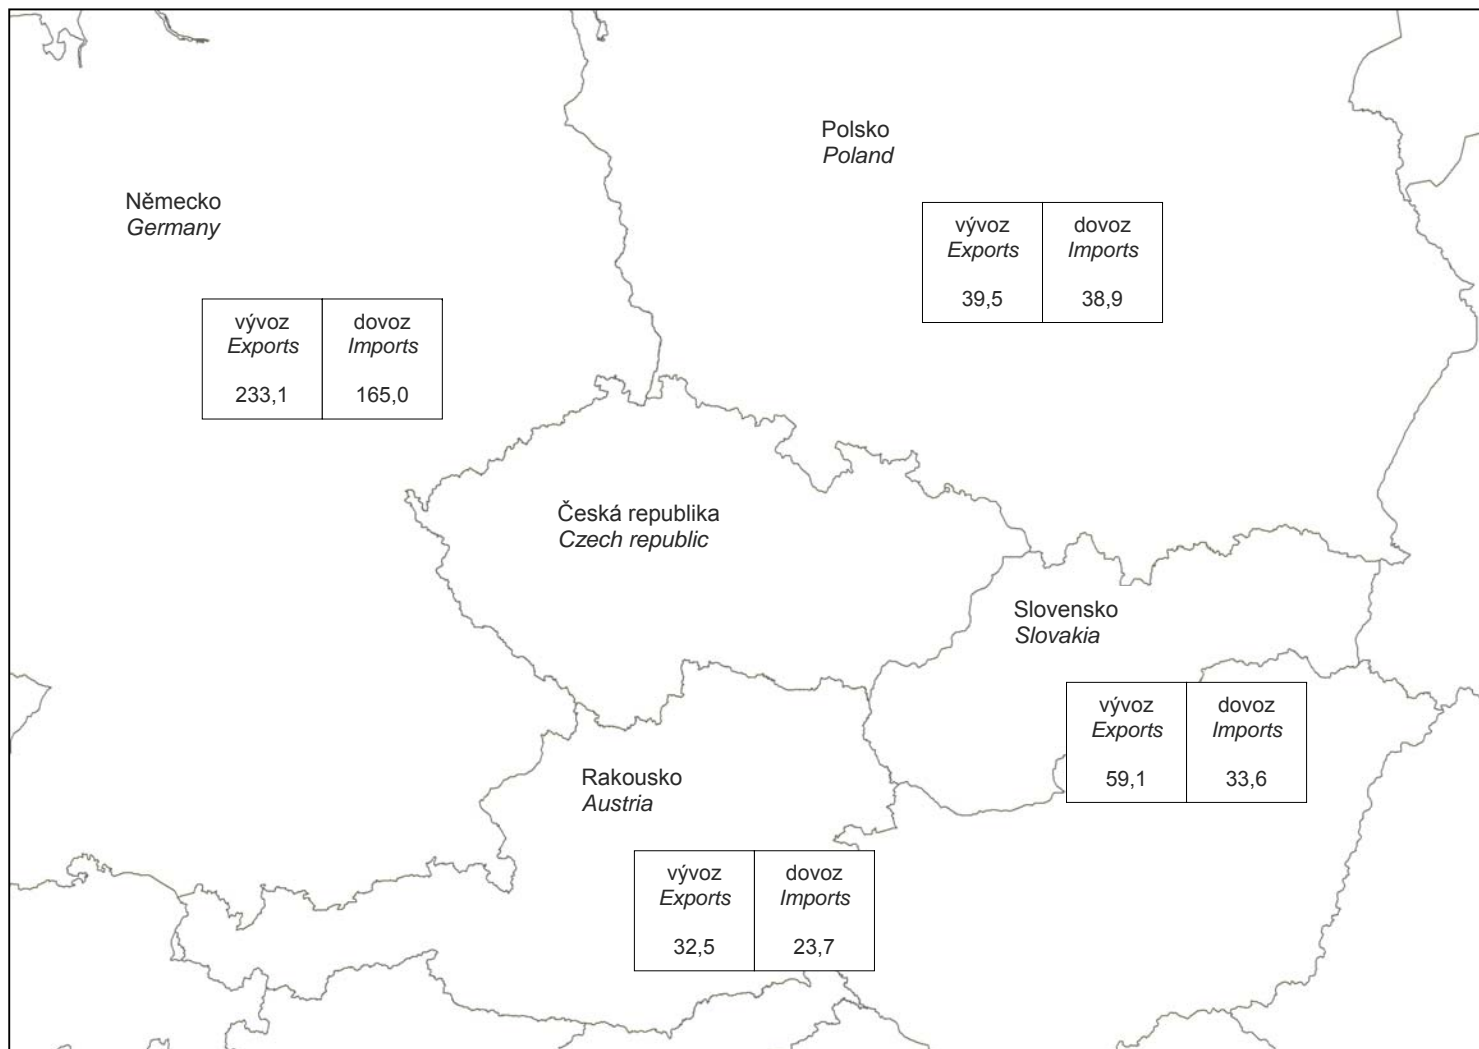 Polsko
Poland
Německo
Germany
vývoz
Exports
39,5
dovoz
Imports
38,9
vývoz
Exports
233,1
dovoz
Imports
165,0
Česká republika
Czech republic
Slovensko
Slovakia
vývoz
Exports
59,1
dovoz
Imports
33,6
Rakousko
Austria
vývoz
Exports
32,5
dovoz
Imports
23,7